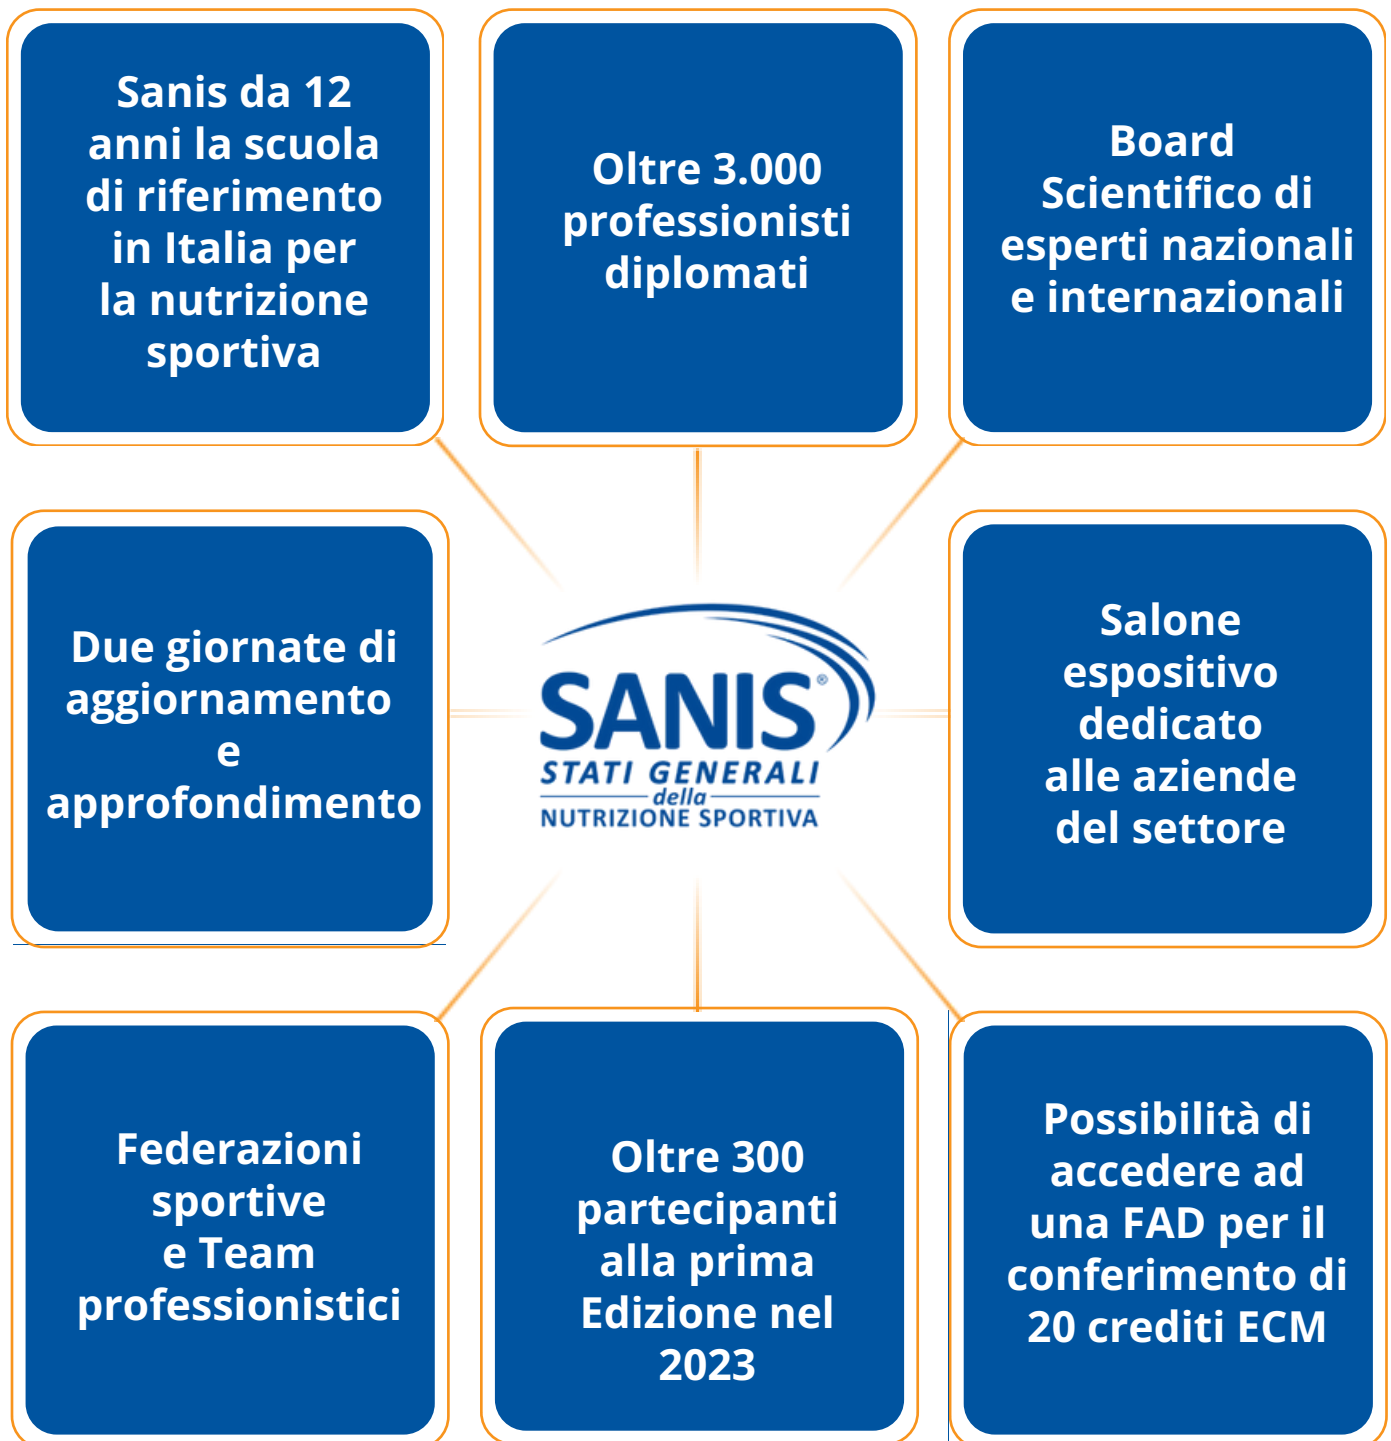 Sanis da 12
anni la scuola
di riferimento
in Italia per
la nutrizione
sportiva
Oltre 3.000
professionisti
diplomati
Board
Scientifico di
esperti nazionali
e internazionali
Due giornate di
aggiornamento
e
approfondimento
SANIS®
STATI GENERALI
della
NUTRIZIONE SPORTIVA
Salone
espositivo
dedicato
alle aziende
del settore
Federazioni
sportive
e Team
professionistici
Oltre 300
partecipanti
alla prima
Edizione nel
2023
Possibilità di
accedere ad
una FAD per il
conferimento di
20 crediti ECM